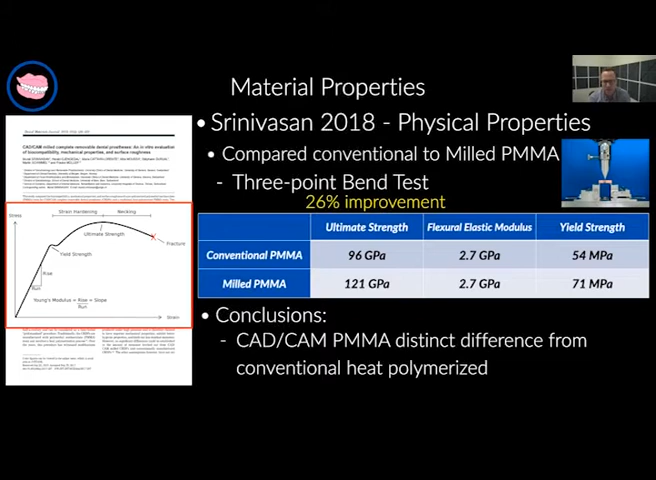 Material Properties
• Srinivasan 2018 - Physical Properties
• Compared conventional to Milled PMMA
- Three-point Bend Test
26% improvement
Ultimate Strength Flexural Elastic Modulus Yield Strength
Conventional PMMA 96 GPa 2.7 GPa 54 MPa
Milled PMMA 121 GPa 2.7 GPa 71 MPa
• Conclusions:
- CAD/CAM PMMA distinct difference from
conventional heat polymerized
CAD/CAM milled complete removable dental prostheses: An in vitro evaluation
of biocompatibility, mechanical properties, and surface roughness
Stress
Strain Hardening
Necking
Ultimate Strength
Fracture
Yield Strength
Rise
Run
Young's Modulus = Rise = Slope
Run
Strain